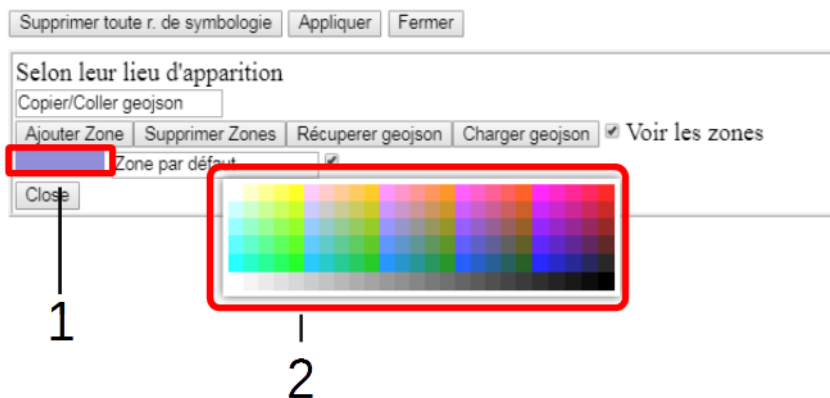 Supprimer toute r. de symbologie Appliquer Fermer
Selon leur lieu d'apparition
Copier/Coller geojson
Ajouter Zone Supprimer Zones Récuperer geojson Charger geojson Voir les zones
Zone par défaut
Close
1
2